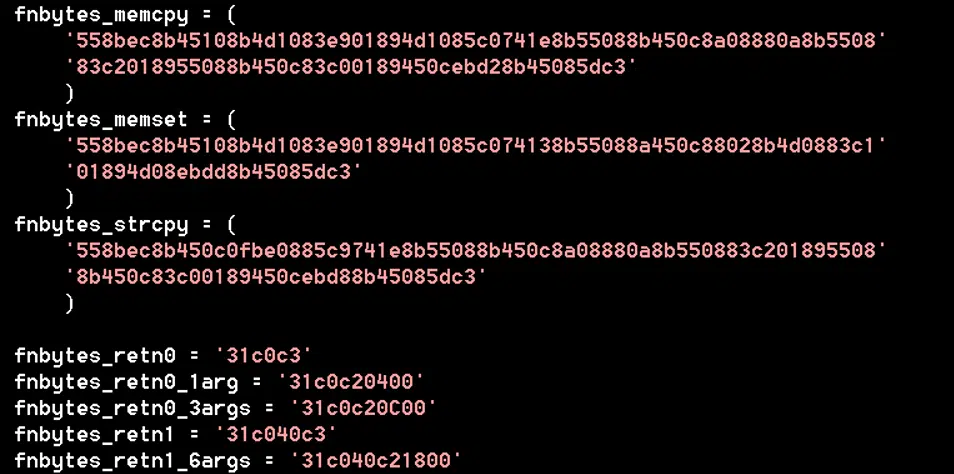 fnbytes_memcpy = (
'558bec8b45108b4d1083e901894d1085c0741e8b55088b450c8a08880a8b5508'
'83c2018955088b450c83c00189450cebd28b45085dc3'
)
fnbytes_memset = (
'558bec8b45108b4d1083e901894d1085c074138b55088a450c88028b4d0883c1'
'01894d08ebdd8b45085dc3'
)
fnbytes_strcpy = (
'558bec8b450c0fbe0885c9741e8b55088b450c8a08880a8b550883c201895508'
'8b450c83c00189450cebd88b45085dc3'
)
fnbytes_retn0 = '31c0c3'
fnbytes_retn0_1arg = '31c0c20400'
fnbytes_retn0_3args = '31c0c20C00'
fnbytes_retn1 = '31c040c3'
fnbytes_retn1_6args = '31c040c21800'